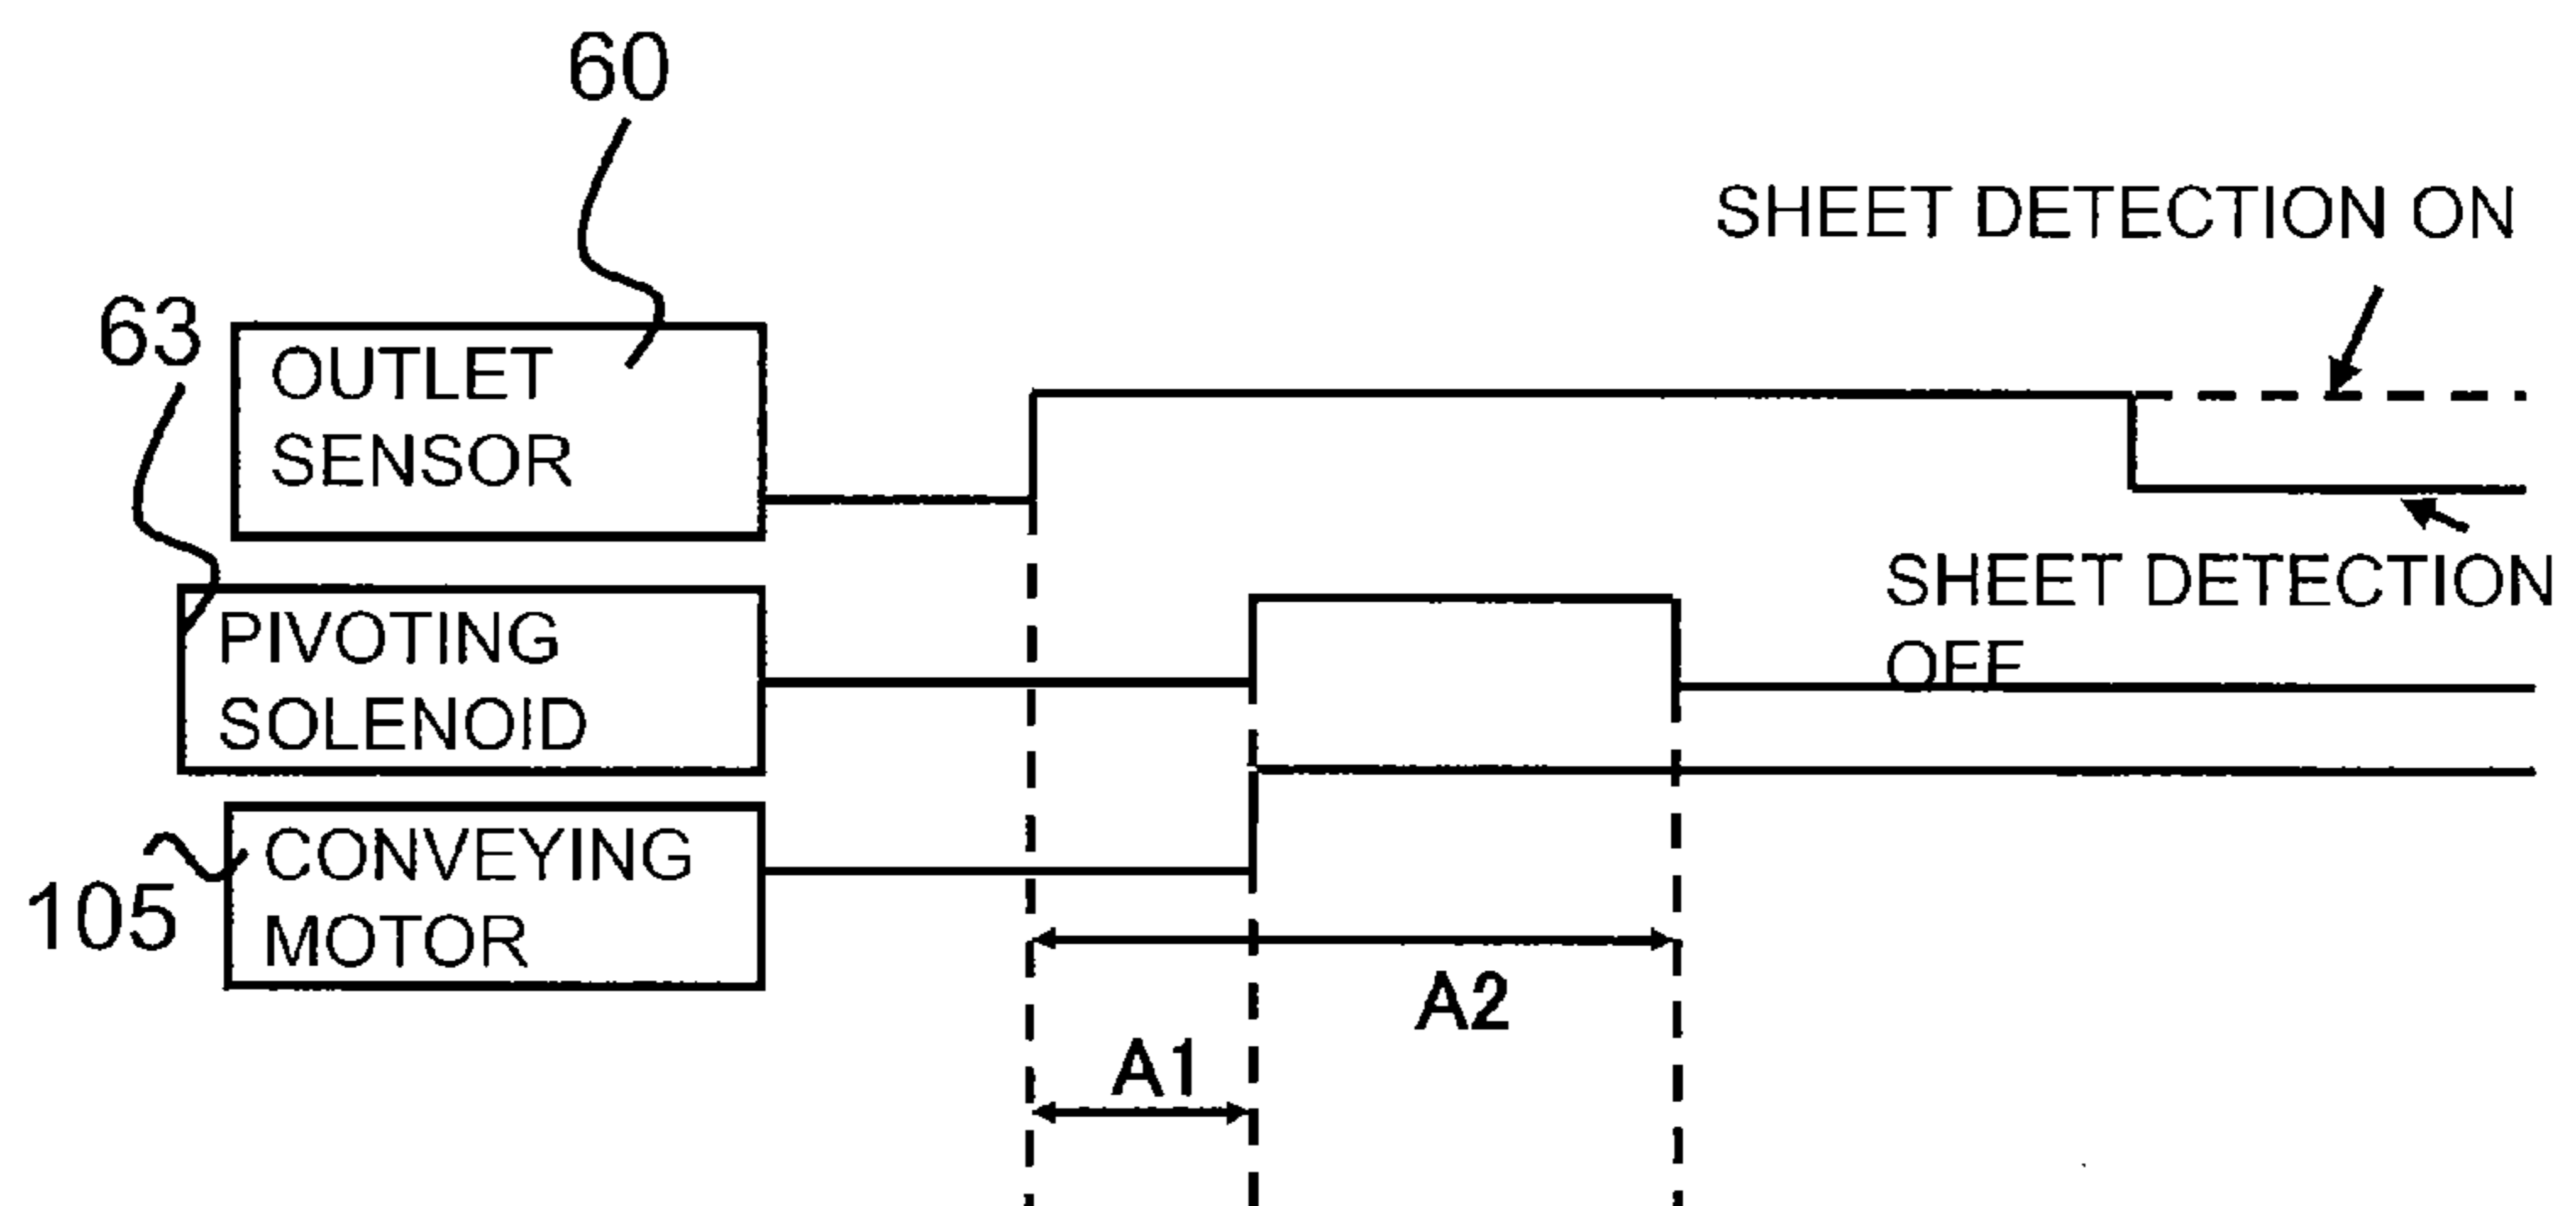 60
SHEET DETECTION ON
63
OUTLET
SENSOR
SHEET DETECTION
OFF
PIVOTING
SOLENOID
CONVEYING
MOTOR
105
A2
A1